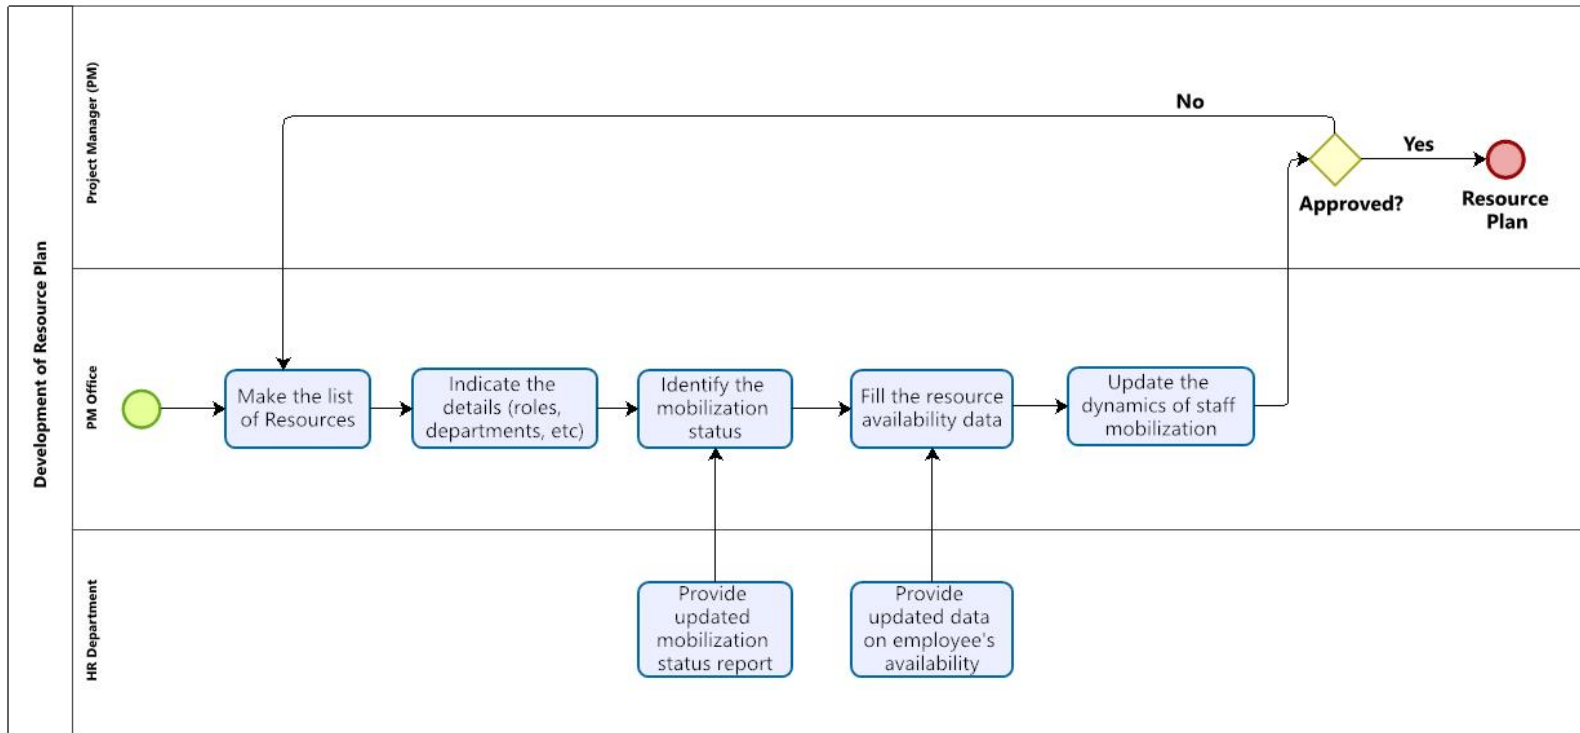 Development of Resource Plan
Project Manager (PM)
No
Yes
Approved?
Resource
Plan
PM Office
Make the list
of Resources
Indicate the
details (roles,
departments, etc)
Identify the
mobilization
status
Fill the resource
availability data
Update the
dynamics of staff
mobilization
HR Department
Provide
updated
mobilization
status report
Provide
updated data
on employee's
availability